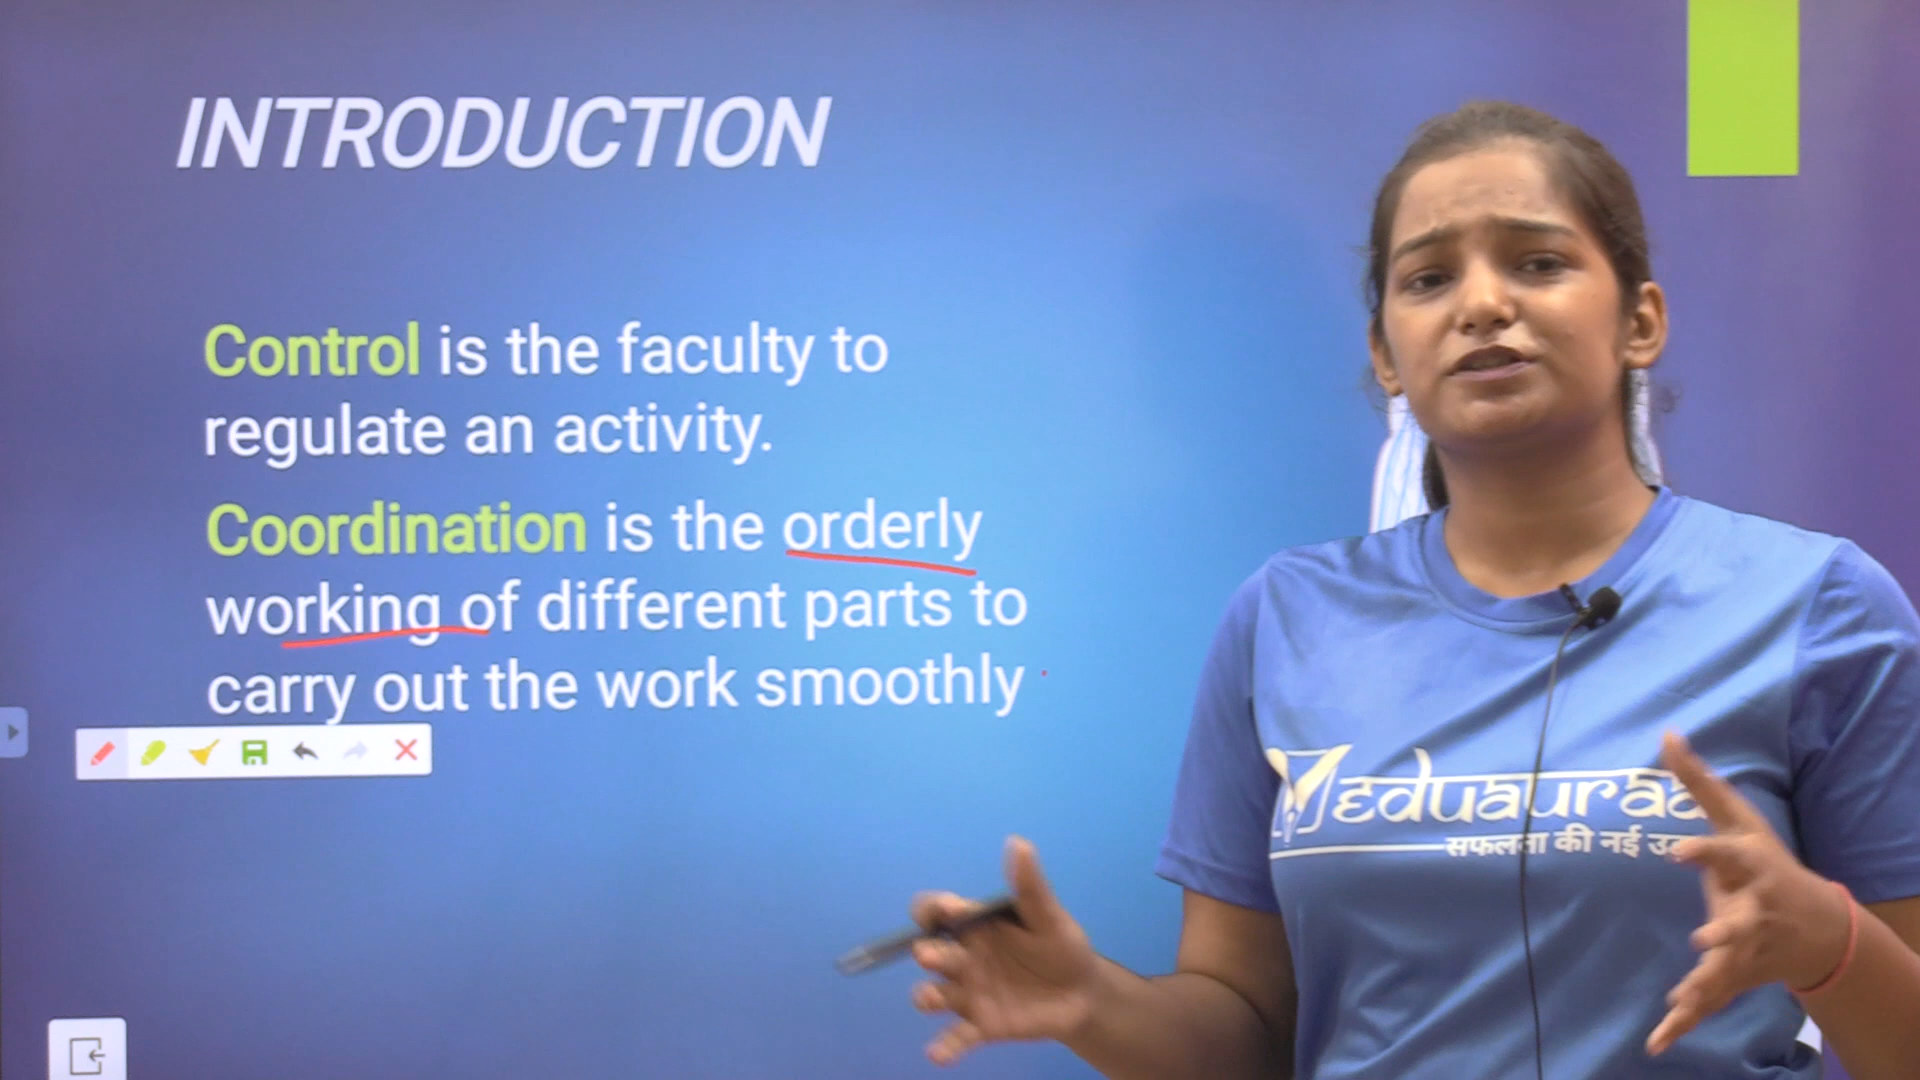 INTRODUCTION
Control is the faculty to
regulate an activity.
Coordination is the orderly
working of different parts to
carry out the work smoothly
eduauraa
सफलता की नई